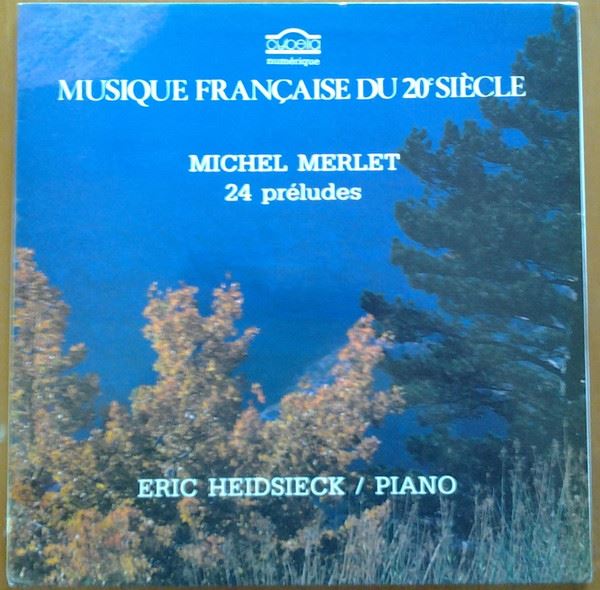 cybelia
numérique
MUSIQUE FRANÇAISE DU 20e SIÈCLE
MICHEL MERLET
24 préludes
ERIC HEIDSIECK / PIANO